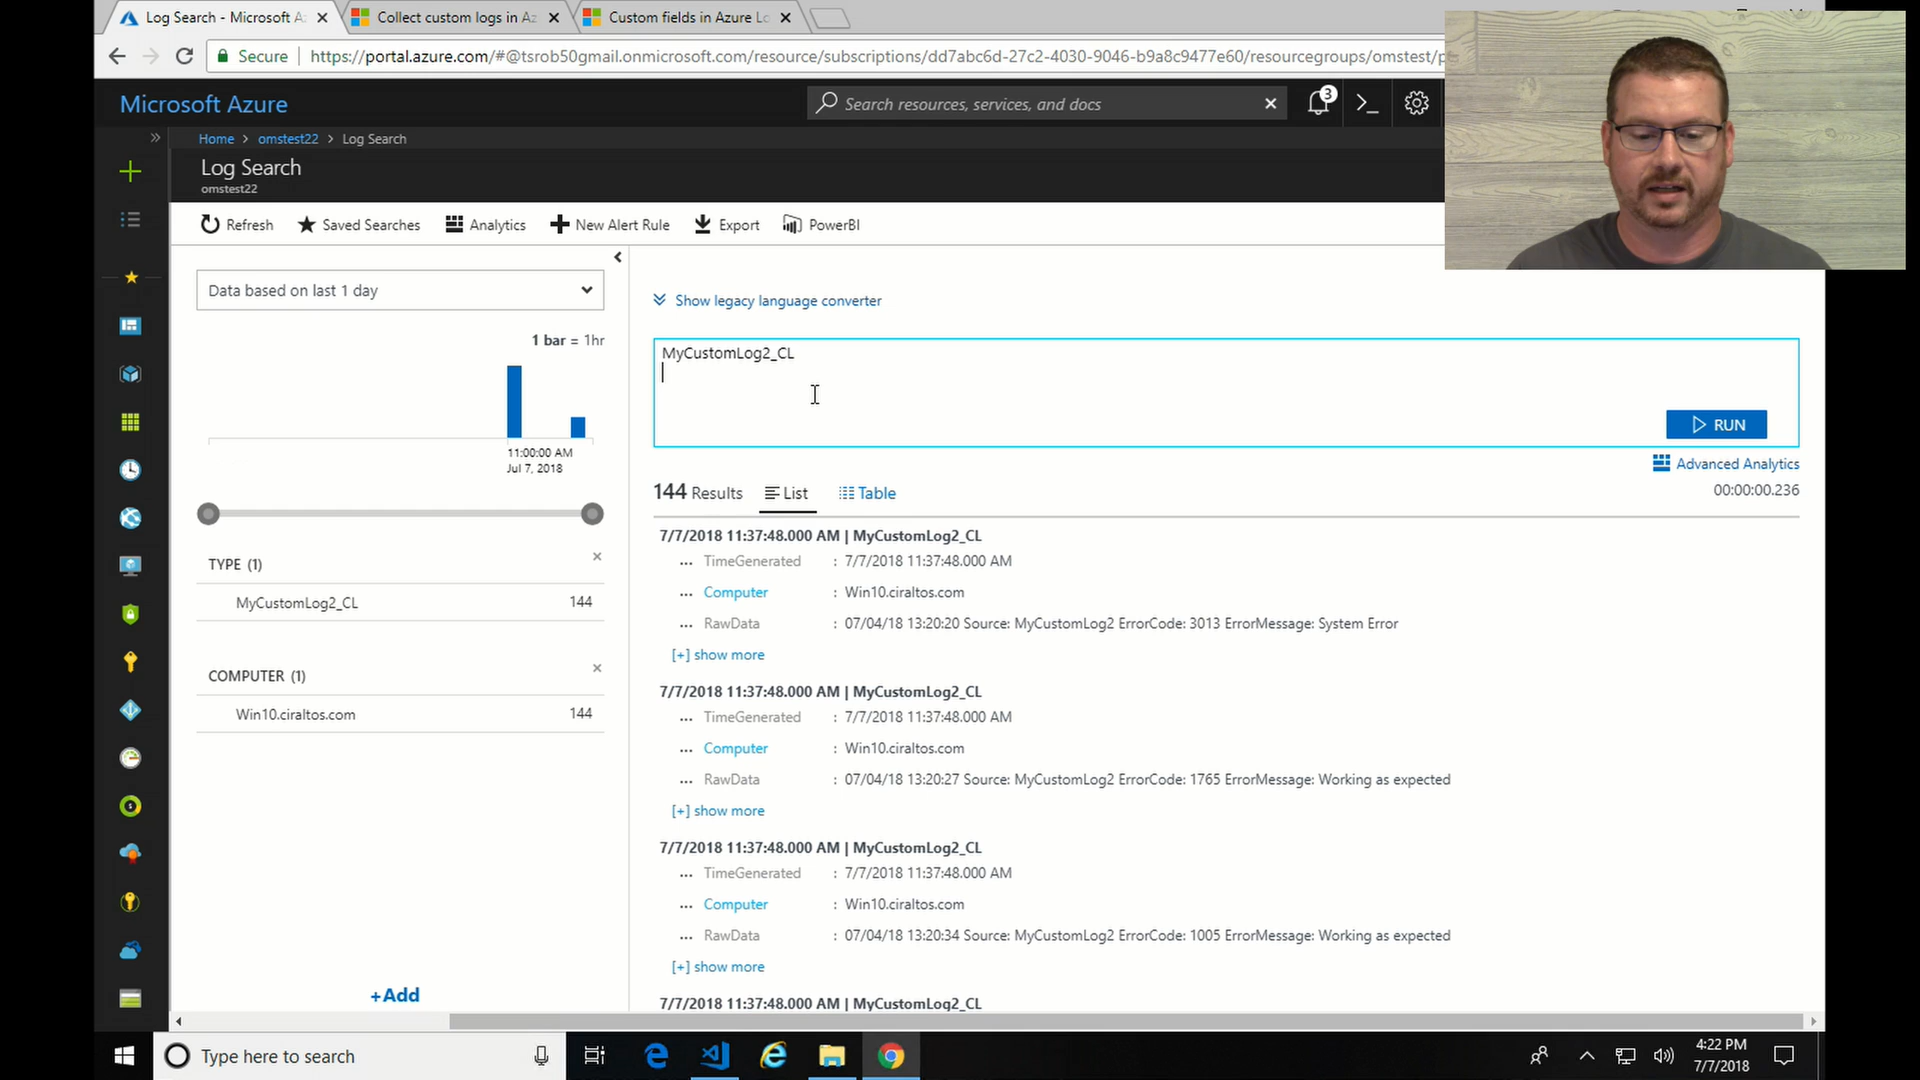 Log Search - Microsoft A
Collect custom logs in Az
Custom fields in Azure Lo
Secure
https://portal.azure.com/#@tsrob50gmail.onmicrosoft.com/resource/subscriptions/dd7abc6d-27c2-4030-9046-b9a8c9477e60/resourcegroups/omstest/p
Microsoft Azure
Search resources, services, and docs
3
Home > omstest22 > Log Search
Log Search
omstest22
Refresh
Saved Searches
Analytics
New Alert Rule
Export
PowerBI
Data based on last 1 day
1 bar = 1hr
11:00:00 AM
Jul 7, 2018
TYPE (1)
MyCustomLog2_CL 144
COMPUTER (1)
Win10.ciraltos.com 144
+Add
Show legacy language converter
MyCustomLog2_CL
RUN
Advanced Analytics
144 Results
List
Table
00:00:00.236
7/7/2018 11:37:48.000 AM | MyCustomLog2_CL
... TimeGenerated : 7/7/2018 11:37:48.000 AM
... Computer : Win10.ciraltos.com
... RawData : 07/04/18 13:20:20 Source: MyCustomLog2 ErrorCode: 3013 ErrorMessage: System Error
[+] show more
7/7/2018 11:37:48.000 AM | MyCustomLog2_CL
... TimeGenerated : 7/7/2018 11:37:48.000 AM
... Computer : Win10.ciraltos.com
... RawData : 07/04/18 13:20:27 Source: MyCustomLog2 ErrorCode: 1765 ErrorMessage: Working as expected
[+] show more
7/7/2018 11:37:48.000 AM | MyCustomLog2_CL
... TimeGenerated : 7/7/2018 11:37:48.000 AM
... Computer : Win10.ciraltos.com
... RawData : 07/04/18 13:20:34 Source: MyCustomLog2 ErrorCode: 1005 ErrorMessage: Working as expected
[+] show more
7/7/2018 11:37:48.000 AM | MyCustomLog2_CL
Type here to search
4:22 PM
7/7/2018